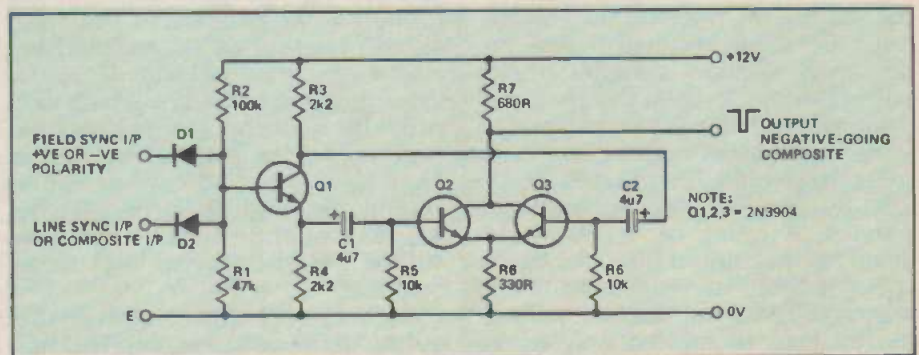 +12V
R2
100k
R3
2k2
R7
680R
FIELD SYNC I/P
+VE OR –VE
POLARITY
D1
OUTPUT
NEGATIVE-GOING
COMPOSITE
Q1
Q2
Q3
C2
4u7
+
NOTE:
Q1,2,3 = 2N3904
LINE SYNC I/P
OR COMPOSITE I/P
D2
+
C1
4u7
R1
47k
R4
2k2
R5
10k
R6
330R
R6
10k
E
0V